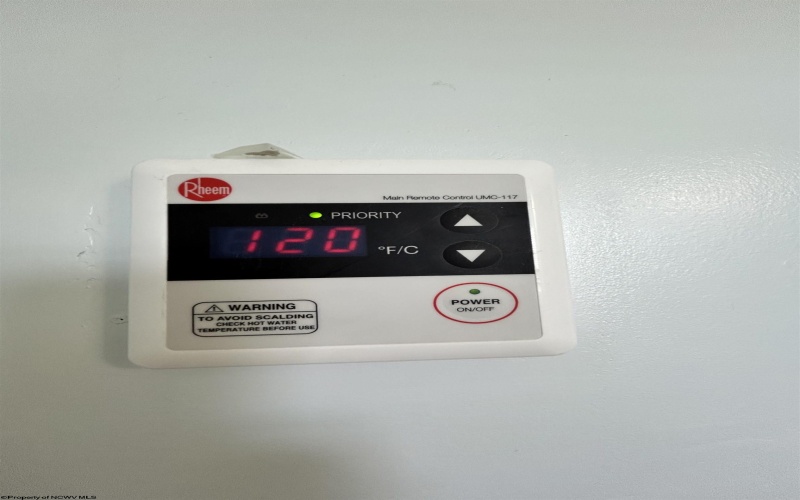 Rheem
Main Remote Control UMC-117
PRIORITY
120 °F/C
WARNING
TO AVOID SCALDING
CHECK HOT WATER
TEMPERATURE BEFORE USE
POWER
ON/OFF
©Property of NCWV MLS